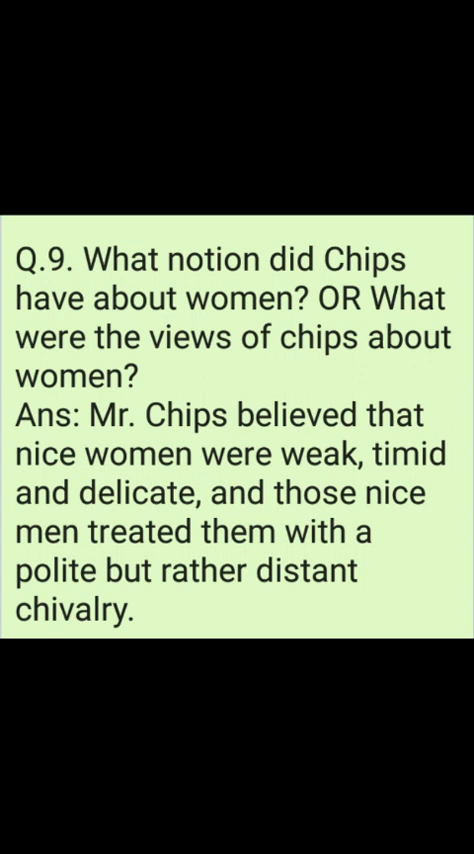 Q.9. What notion did Chips
have about women? OR What
were the views of chips about
women?
Ans: Mr. Chips believed that
nice women were weak, timid
and delicate, and those nice
men treated them with a
polite but rather distant
chivalry.